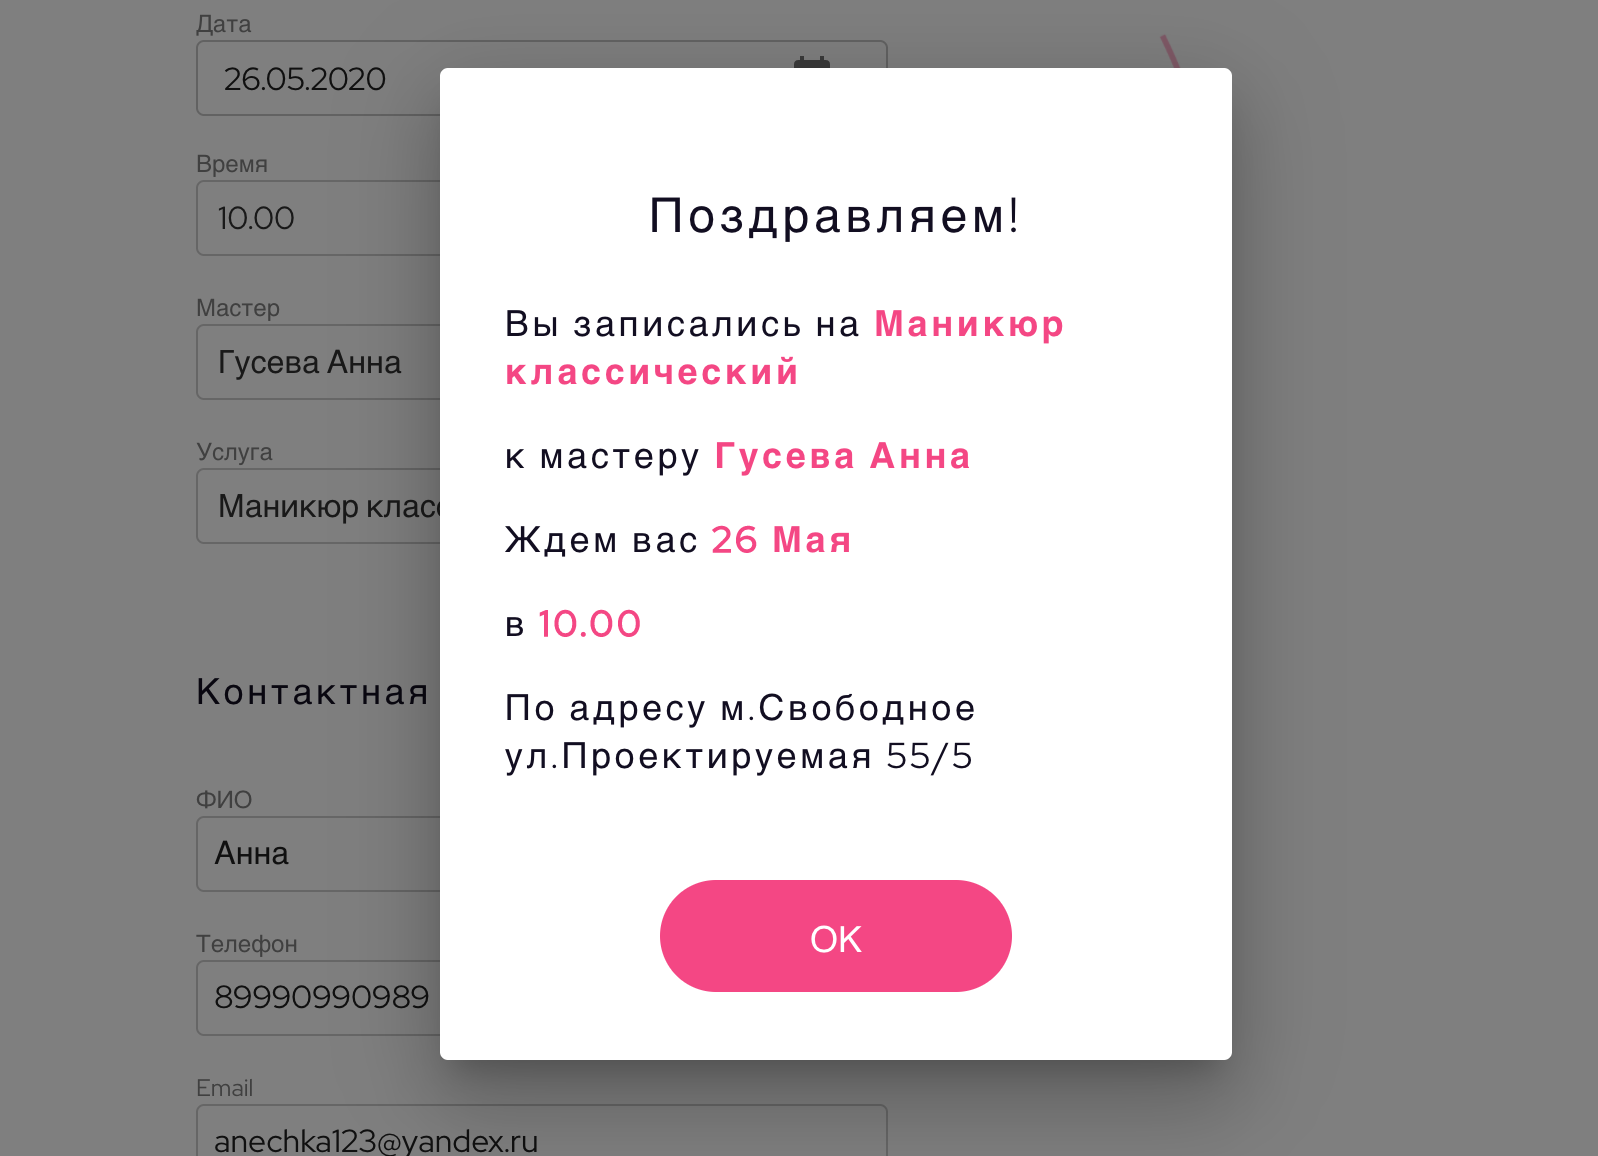 Дата
26.05.2020
Время
10.00
Мастер
Гусева Анна
Услуга
Маникюр
Контактная
ФИО
Анна
Телефон
89990990989
Email
anechka123@yandex.ru
Поздравляем!
Вы записались на Маникюр
классический
к мастеру Гусева Анна
Ждем вас 26 Мая
в 10.00
По адресу м.Свободное
ул.Проектируемая 55/5
OK